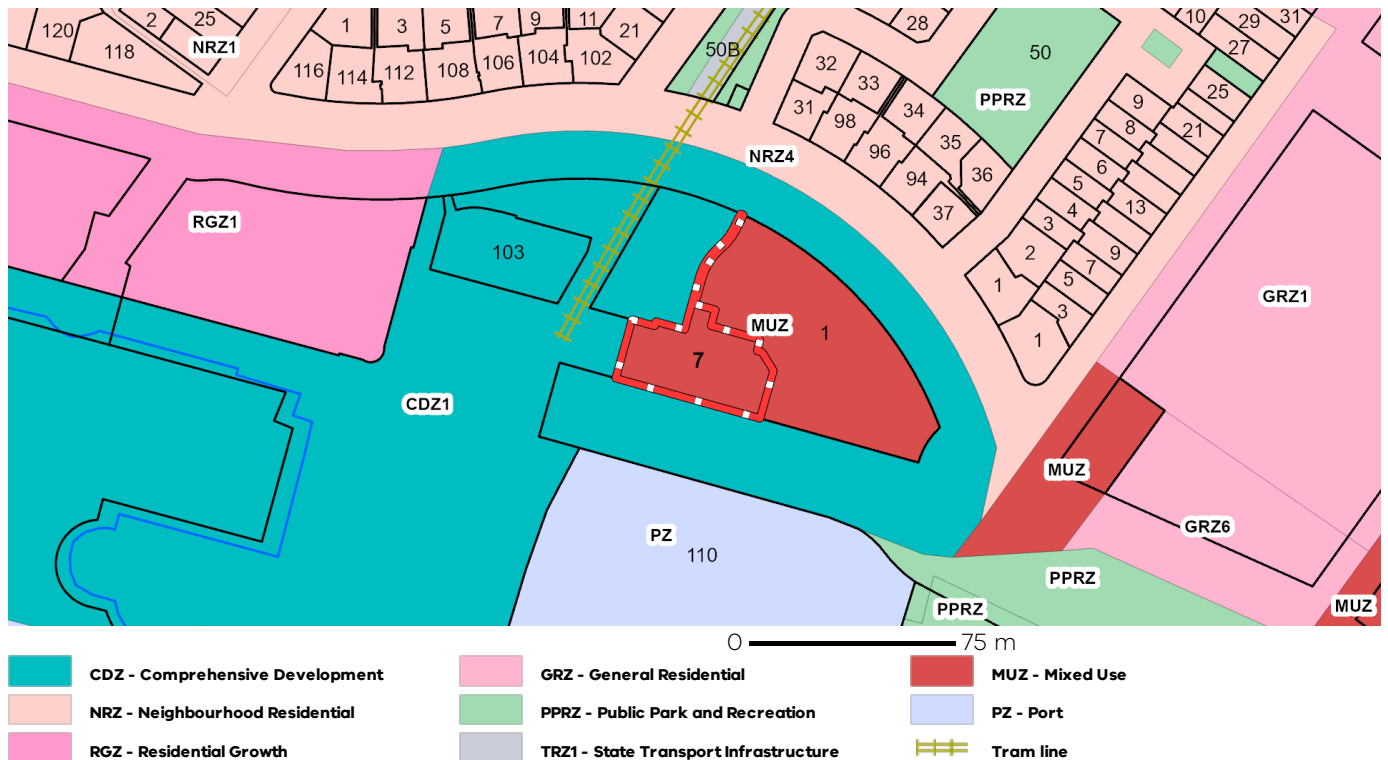 120
2
25
118
NRZ1
1
3
5
7
9
11
21
116
114
112
108
106
104
102
50B
28
50
PPRZ
10
29
31
27
25
32
33
31
98
34
35
96
36
94
37
NRZ4
9
8
7
21
6
5
4
13
3
2
9
7
5
1
3
1
RGZ1
103
GRZ1
MUZ
1
7
CDZ1
MUZ
GRZ6
PZ
110
PPRZ
PPRZ
MUZ
0 75 m
CDZ - Comprehensive Development
GRZ - General Residential
MUZ - Mixed Use
NRZ - Neighbourhood Residential
PPRZ - Public Park and Recreation
PZ - Port
RGZ - Residential Growth
TRZ1 - State Transport Infrastructure
Tram line